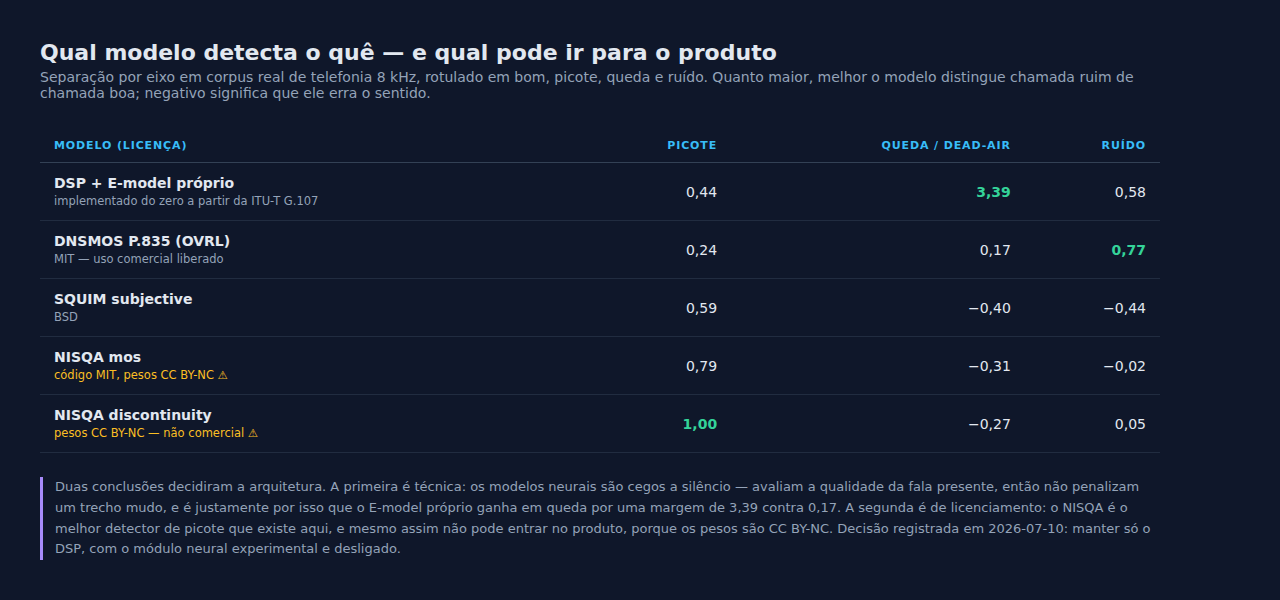 Qual modelo detecta o quê — e qual pode ir para o produto
Separação por eixo em corpus real de telefonia 8 kHz, rotulado em bom, picote, queda e ruído. Quanto maior, melhor o modelo distingue chamada ruim de
chamada boa; negativo significa que ele erra o sentido.
MODELO (LICENÇA) PICOTE QUEDA / DEAD-AIR RUÍDO
DSP + E-model próprio
implementado do zero a partir da ITU-T G.107
0,44 3,39 0,58
DNSMOS P.835 (OVRL)
MIT — uso comercial liberado
0,24 0,17 0,77
SQUIM subjective
BSD
0,59 −0,40 −0,44
NISQA mos
código MIT, pesos CC BY-NC ⚠
0,79 −0,31 −0,02
NISQA discontinuity
pesos CC BY-NC — não comercial ⚠
1,00 −0,27 0,05
Duas conclusões decidiram a arquitetura. A primeira é técnica: os modelos neurais são cegos a silêncio — avaliam a qualidade da fala presente, então não penalizam
um trecho mudo, e é justamente por isso que o E-model próprio ganha em queda por uma margem de 3,39 contra 0,17. A segunda é de licenciamento: o NISQA é o
melhor detector de picote que existe aqui, e mesmo assim não pode entrar no produto, porque os pesos são CC BY-NC. Decisão registrada em 2026-07-10: manter só o
DSP, com o módulo neural experimental e desligado.